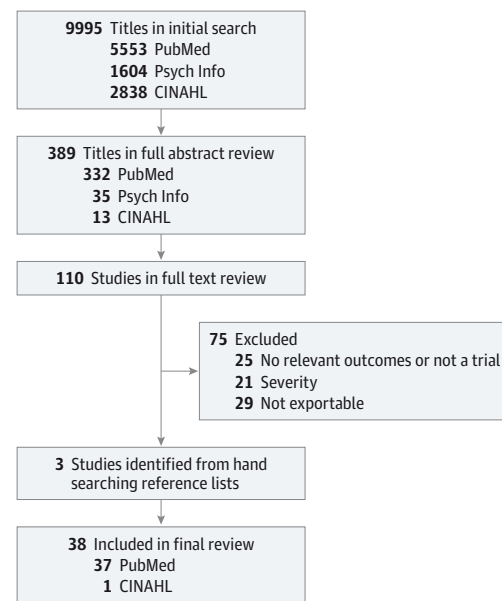 9995 Titles in initial search
5553 PubMed
1604 Psych Info
2838 CINAHL
389 Titles in full abstract review
332 PubMed
35 Psych Info
13 CINAHL
110 Studies in full text review
75 Excluded
25 No relevant outcomes or not a trial
21 Severity
29 Not exportable
3 Studies identified from hand
searching reference lists
38 Included in final review
37 PubMed
1 CINAHL